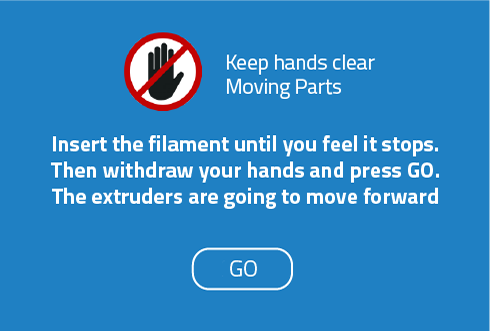 Keep hands clear
Moving Parts
Insert the filament until you feel it stops.
Then withdraw your hands and press GO.
The extruders are going to move forward
GO